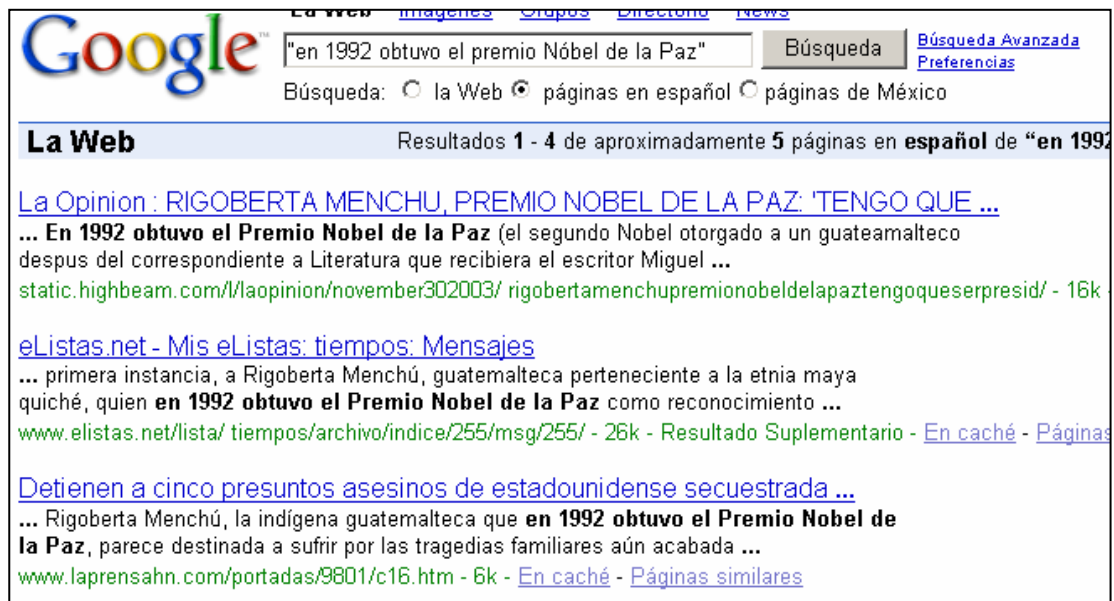 La Web Imágenes Grupos Directorio News
Google™
"en 1992 obtuvo el premio Nóbel de la Paz" Búsqueda Búsqueda Avanzada
Preferencias
Búsqueda: la Web páginas en español páginas de México
La Web Resultados 1 - 4 de aproximadamente 5 páginas en español de “en 1992
La Opinion : RIGOBERTA MENCHU, PREMIO NOBEL DE LA PAZ: 'TENGO QUE ...
... En 1992 obtuvo el Premio Nobel de la Paz (el segundo Nobel otorgado a un guateamalteco
despus del correspondiente a Literatura que recibiera el escritor Miguel ...
static.highbeam.com/l/laopinion/november302003/ rigobertamenchupremionobeldelapaztengoqueserpresid/ - 16k -
eListas.net - Mis eListas: tiempos: Mensajes
... primera instancia, a Rigoberta Menchú, guatemalteca perteneciente a la etnia maya
quiché, quien en 1992 obtuvo el Premio Nobel de la Paz como reconocimiento ...
www.elistas.net/lista/ tiempos/archivo/indice/255/msg/255/ - 26k - Resultado Suplementario - En caché - Páginas
Detienen a cinco presuntos asesinos de estadounidense secuestrada ...
... Rigoberta Menchú, la indígena guatemalteca que en 1992 obtuvo el Premio Nobel de
la Paz, parece destinada a sufrir por las tragedias familiares aún acabada ...
www.laprensahn.com/portadas/9801/c16.htm - 6k - En caché - Páginas similares